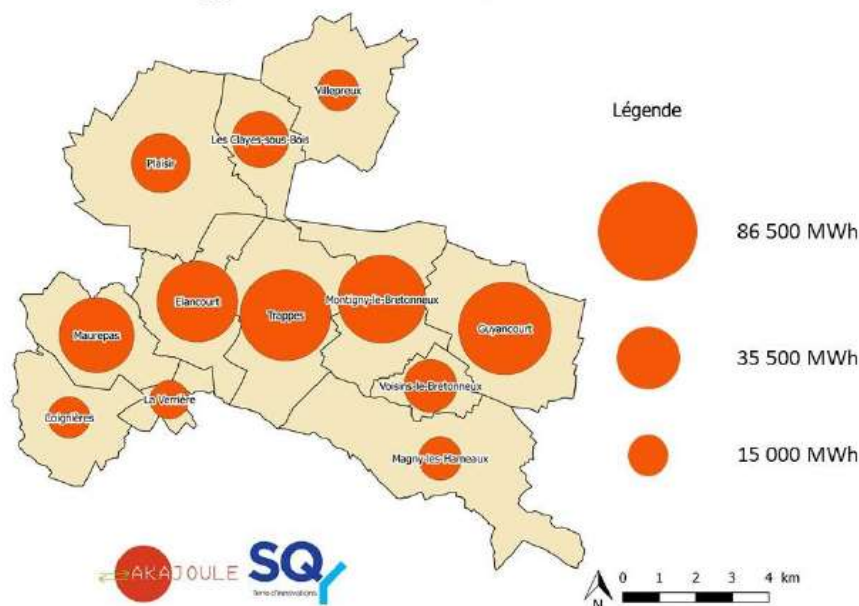 Villepreux
Légende
Les Clayes-sous-Bois
Plaisir
86 500 MWh
Elancourt
Montigny-le-Bretonneux
Trappes
Guyancourt
Maurepas
35 500 MWh
Voisins-le-Bretonneux
La Verrière
Coignières
Magny-les-Hameaux
15 000 MWh
AKAJOULE
SQY
Terre d'innovations
N
0 1 2 3 4 km